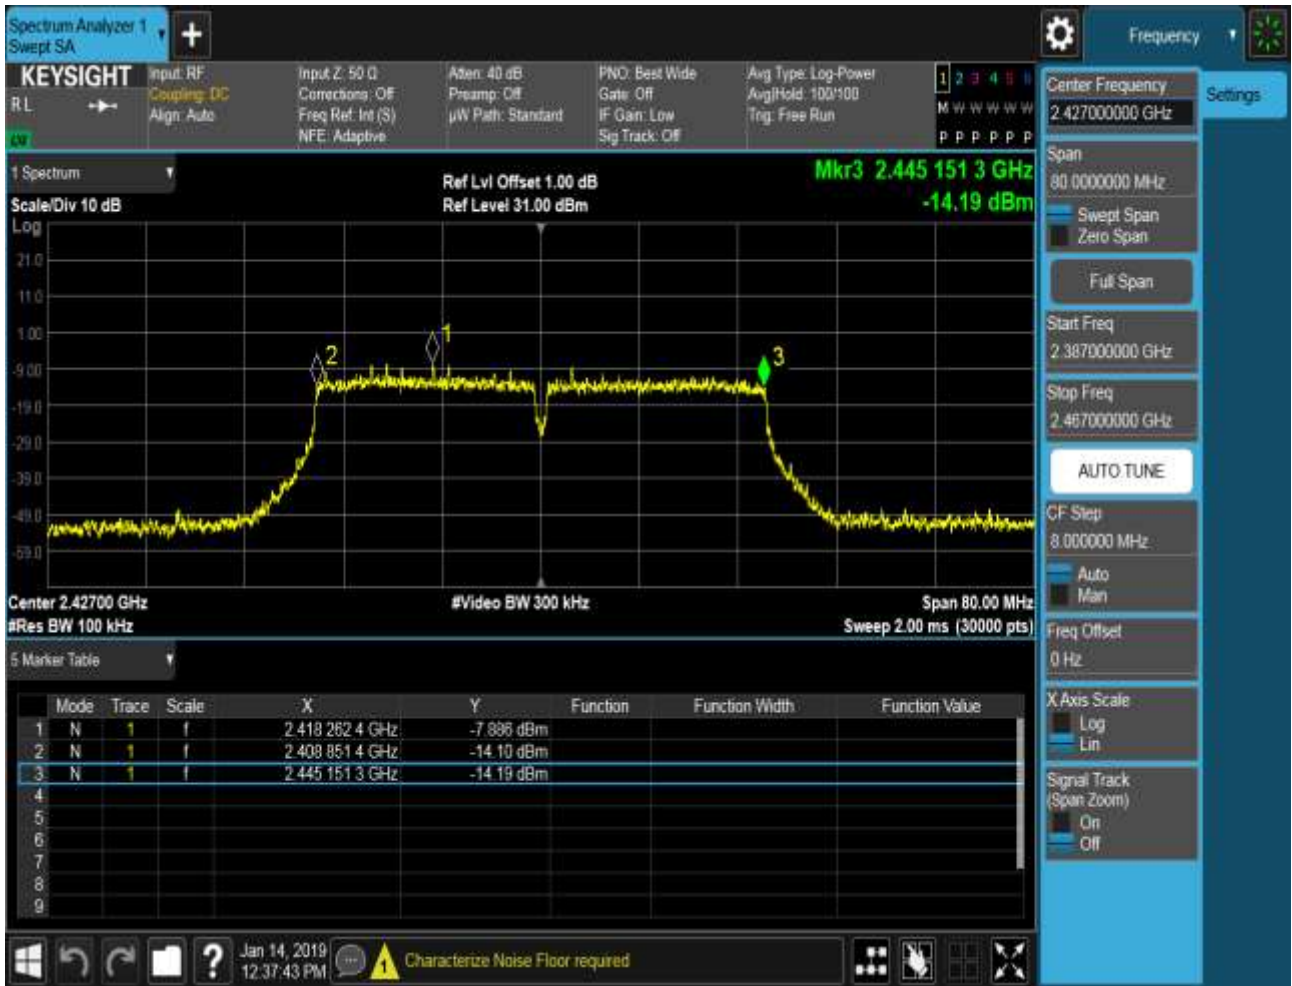 Spectrum Analyzer 1
Swept SA
+
Frequency
KEYSIGHT
RL
Input: RF
Coupling: DC
Align: Auto
Input Z: 50 Ω
Corrections: Off
Freq Ref: Int (S)
NFE: Adaptive
Atten: 40 dB
Preamp: Off
µW Path: Standard
PNO: Best Wide
Gate: Off
IF Gain: Low
Sig Track: Off
Avg Type: Log-Power
Avg|Hold: 100/100
Trig: Free Run
1 2 3 4 5 6
M W W W W W
P P P P P P
1 Spectrum
Scale/Div 10 dB
Ref Lvl Offset 1.00 dB
Ref Level 31.00 dBm
Mkr3 2.445 151 3 GHz
-14.19 dBm
Log
21.0
11.0
1.00
-9.00
-19.0
-29.0
-39.0
-49.0
-59.0
1
2
3
Center 2.42700 GHz
#Video BW 300 kHz
Span 80.00 MHz
#Res BW 100 kHz
Sweep 2.00 ms (30000 pts)
5 Marker Table
Mode Trace Scale X Y Function Function Width Function Value
1 N 1 f 2.418 262 4 GHz -7.886 dBm
2 N 1 f 2.408 851 4 GHz -14.10 dBm
3 N 1 f 2.445 151 3 GHz -14.19 dBm
4
5
6
7
8
9
Jan 14, 2019
12:37:43 PM
?
1
Characterize Noise Floor required
Center Frequency
2.427000000 GHz
Settings
Span
80.0000000 MHz
Swept Span
Zero Span
Full Span
Start Freq
2.387000000 GHz
Stop Freq
2.467000000 GHz
AUTO TUNE
CF Step
8.000000 MHz
Auto
Man
Freq Offset
0 Hz
X Axis Scale
Log
Lin
Signal Track
(Span Zoom)
On
Off